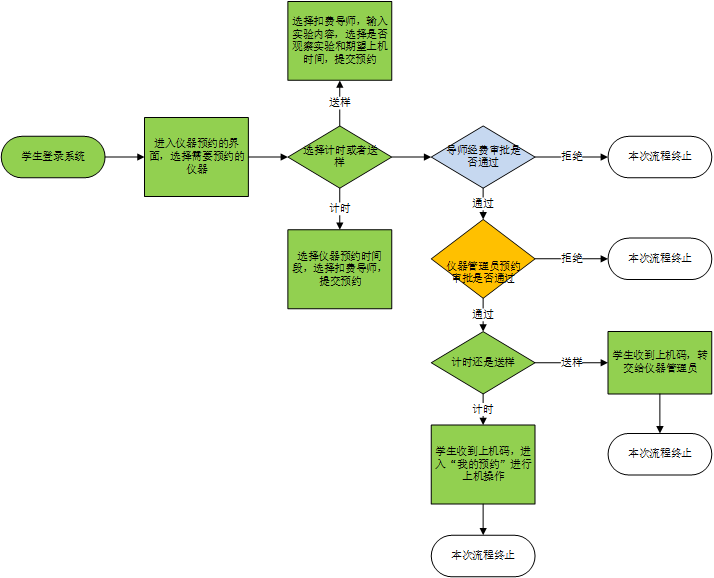 选择扣费导师，输入
实验内容，选择是否
观察实验和期望上机
时间，提交预约
送样
学生登录系统
进入仪器预约的界
面，选择需要预约的
仪器
选择计时或者送
样
导师经费审批是
否通过
拒绝
本次流程终止
计时
通过
选择仪器预约时间
段，选择扣费导师，
提交预约
仪器管理员预约
审批是否通过
拒绝
本次流程终止
通过
计时还是送样
送样
学生收到上机码，转
交给仪器管理员
计时
学生收到上机码，进
入“我的预约”进行
上机操作
本次流程终止
本次流程终止